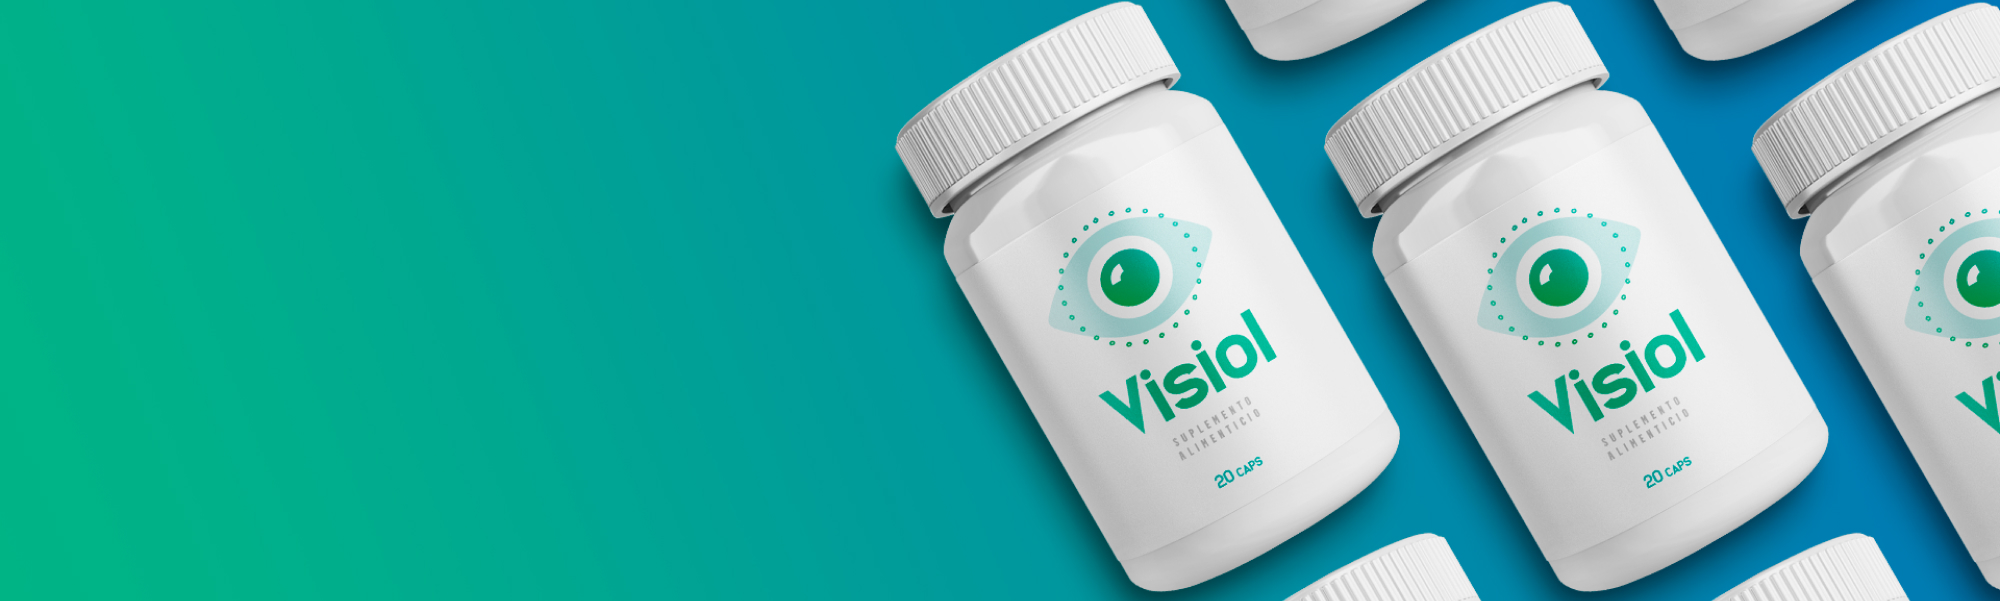 Visiol
SUPLEMENTO
ALIMENTICIO
20 CAPS
Visiol
SUPLEMENTO
ALIMENTICIO
20 CAPS